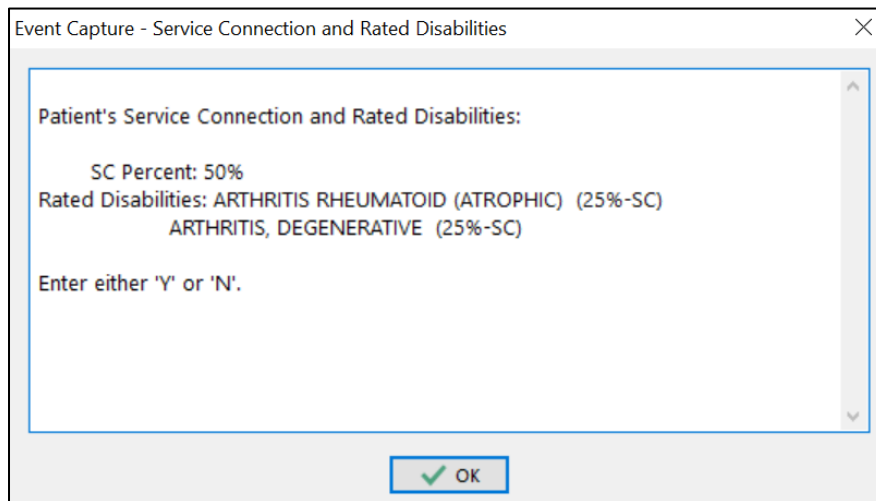 Event Capture - Service Connection and Rated Disabilities
Patient's Service Connection and Rated Disabilities:
SC Percent: 50%
Rated Disabilities: ARTHRITIS RHEUMATOID (ATROPHIC) (25%-SC)
ARTHRITIS, DEGENERATIVE (25%-SC)
Enter either 'Y' or 'N'.
OK